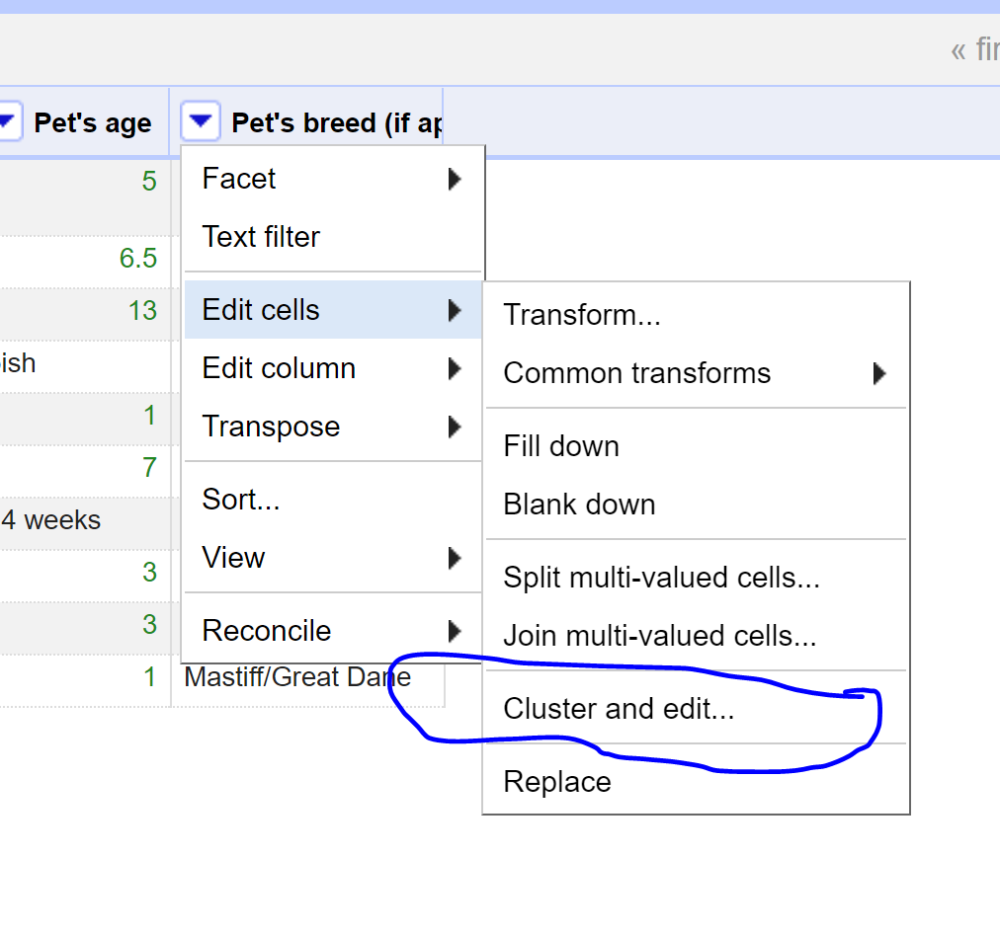 « fir
Pet's age
Pet's breed (if ap
5
6.5
13
ish
1
7
4 weeks
3
3
1
Mastiff/Great Dane
Facet
Text filter
Edit cells
Edit column
Transpose
Sort...
View
Reconcile
Transform...
Common transforms
Fill down
Blank down
Split multi-valued cells...
Join multi-valued cells...
Cluster and edit...
Replace